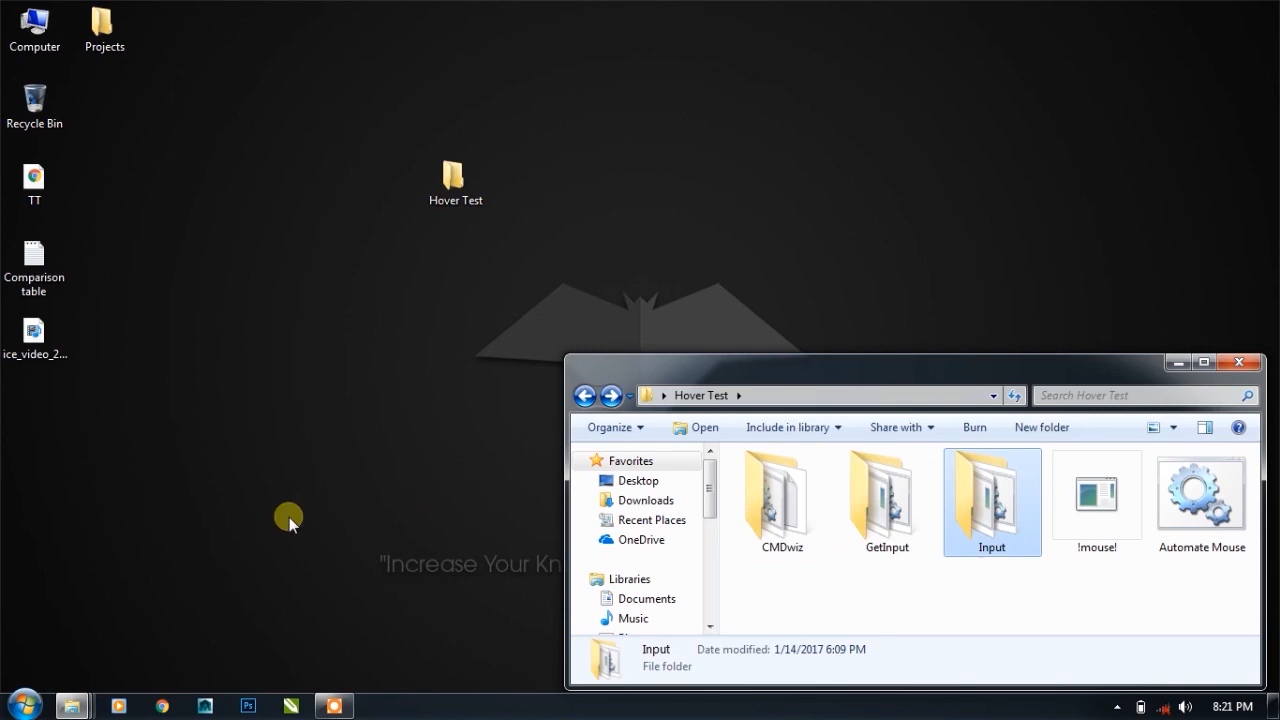 Computer
Projects
Recycle Bin
TT
Hover Test
Comparison
table
ice_video_2...
"Increase Your Kn
Hover Test
Search Hover Test
Organize
Open
Include in library
Share with
Burn
New folder
Favorites
Desktop
Downloads
Recent Places
OneDrive
Libraries
Documents
Music
CMDwiz
GetInput
Input
!mouse!
Automate Mouse
Input
Date modified: 1/14/2017 6:09 PM
File folder
Ps
8:21 PM